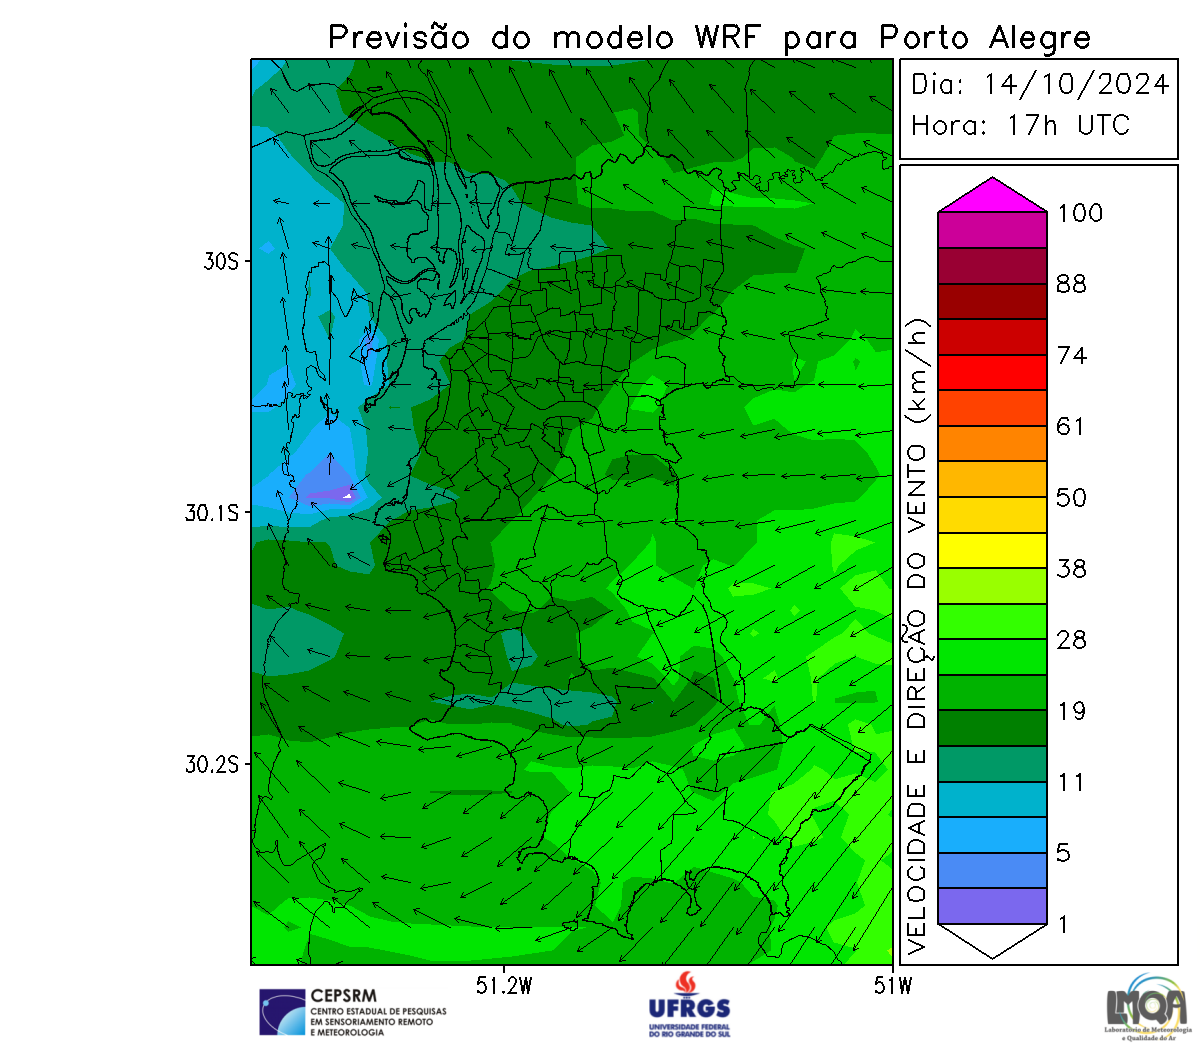 Previsão do modelo WRF para Porto Alegre
Dia: 14/10/2024
Hora: 17h UTC
30S
30.1S
30.2S
51.2W
51W
VELOCIDADE E DIREÇÃO DO VENTO (km/h)
100
88
74
61
50
38
28
19
11
5
1
CEPSRM
CENTRO ESTADUAL DE PESQUISAS
EM SENSORIAMENTO REMOTO
E METEOROLOGIA
UFRGS
UNIVERSIDADE FEDERAL
DO RIO GRANDE DO SUL
LMQA
Laboratório de Meteorologia
e Qualidade do Ar